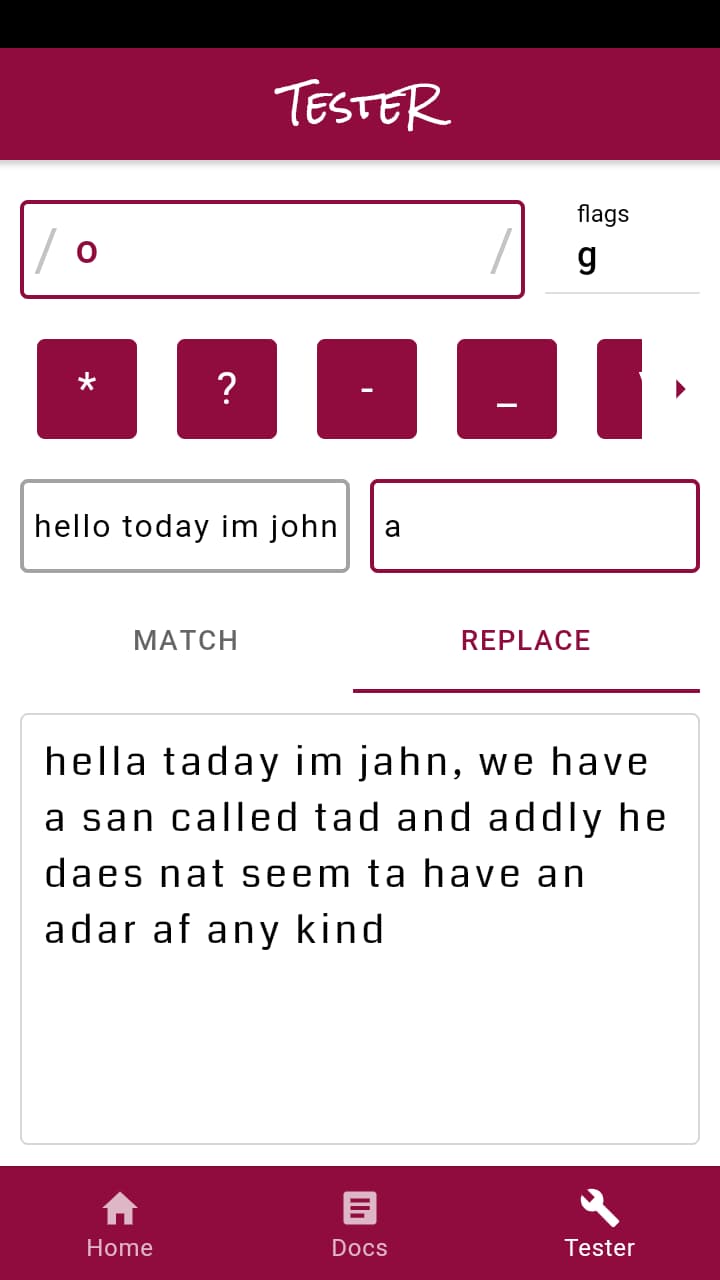 TESTER
/ o /
flags
g
* ? - _
hello today im john
a
MATCH REPLACE
hella taday im jahn, we have
a san called tad and addly he
daes nat seem ta have an
adar af any kind
Home Docs Tester